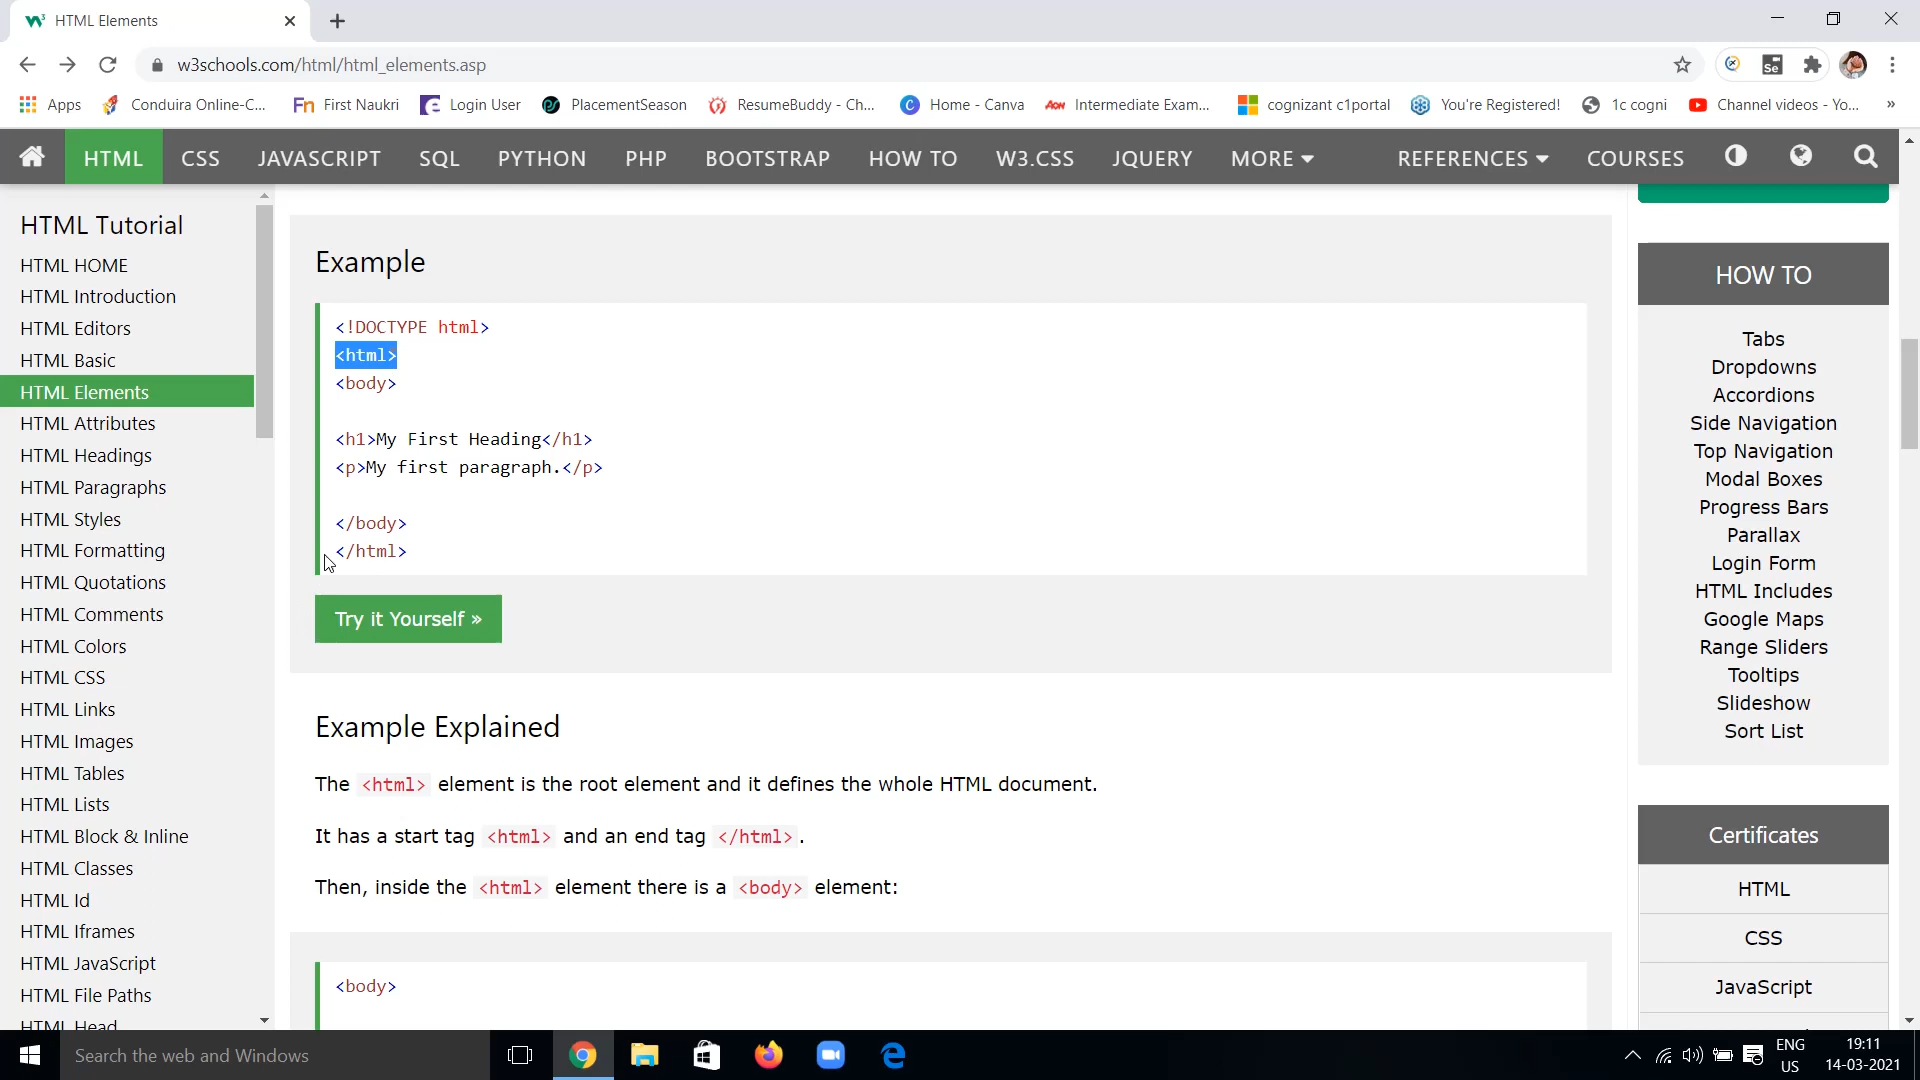 HTML Elements
w3schools.com/html/html_elements.asp
Apps
Conduira Online-C...
First Naukri
Login User
PlacementSeason
ResumeBuddy - Ch...
Home - Canva
Intermediate Exam...
cognizant c1portal
You're Registered!
1c cogni
Channel videos - Yo...
»
HTML
CSS
JAVASCRIPT
SQL
PYTHON
PHP
BOOTSTRAP
HOW TO
W3.CSS
JQUERY
MORE
REFERENCES
COURSES
HTML Tutorial
HTML HOME
HTML Introduction
HTML Editors
HTML Basic
HTML Elements
HTML Attributes
HTML Headings
HTML Paragraphs
HTML Styles
HTML Formatting
HTML Quotations
HTML Comments
HTML Colors
HTML CSS
HTML Links
HTML Images
HTML Tables
HTML Lists
HTML Block & Inline
HTML Classes
HTML Id
HTML Iframes
HTML JavaScript
HTML File Paths
HTML Head
Example
<!DOCTYPE html>
<html>
<body>
<h1>My First Heading</h1>
<p>My first paragraph.</p>
</body>
</html>
Try it Yourself »
Example Explained
The <html> element is the root element and it defines the whole HTML document.
It has a start tag <html> and an end tag </html>.
Then, inside the <html> element there is a <body> element:
<body>
HOW TO
Tabs
Dropdowns
Accordions
Side Navigation
Top Navigation
Modal Boxes
Progress Bars
Parallax
Login Form
HTML Includes
Google Maps
Range Sliders
Tooltips
Slideshow
Sort List
Certificates
HTML
CSS
JavaScript
Search the web and Windows
ENG
US
19:11
14-03-2021